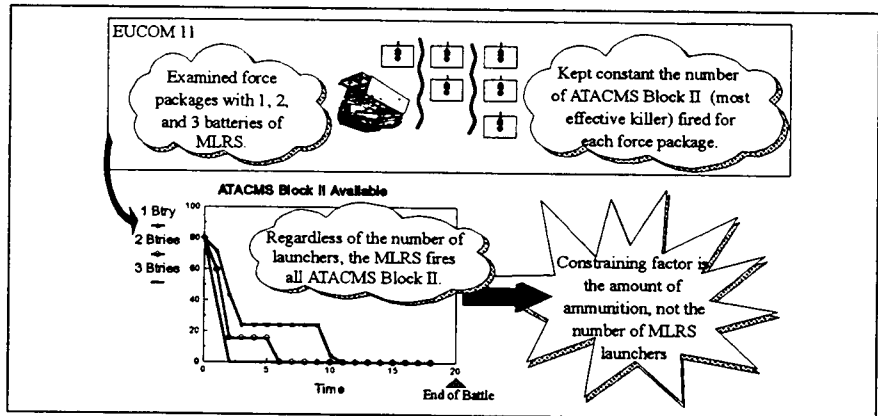 EUCOM 11
Examined force
packages with 1, 2,
and 3 batteries of
MLRS.
Kept constant the number
of ATACMS Block II (most
effective killer) fired for
each force package.
ATACMS Block II Available
1 Btry
2 Btries
3 Btries
100
80
60
40
20
0
0
5
10
15
20
Time
End of Battle
Regardless of the number of
launchers, the MLRS fires
all ATACMS Block II.
Constraining factor is
the amount of
ammunition, not the
number of MLRS
launchers